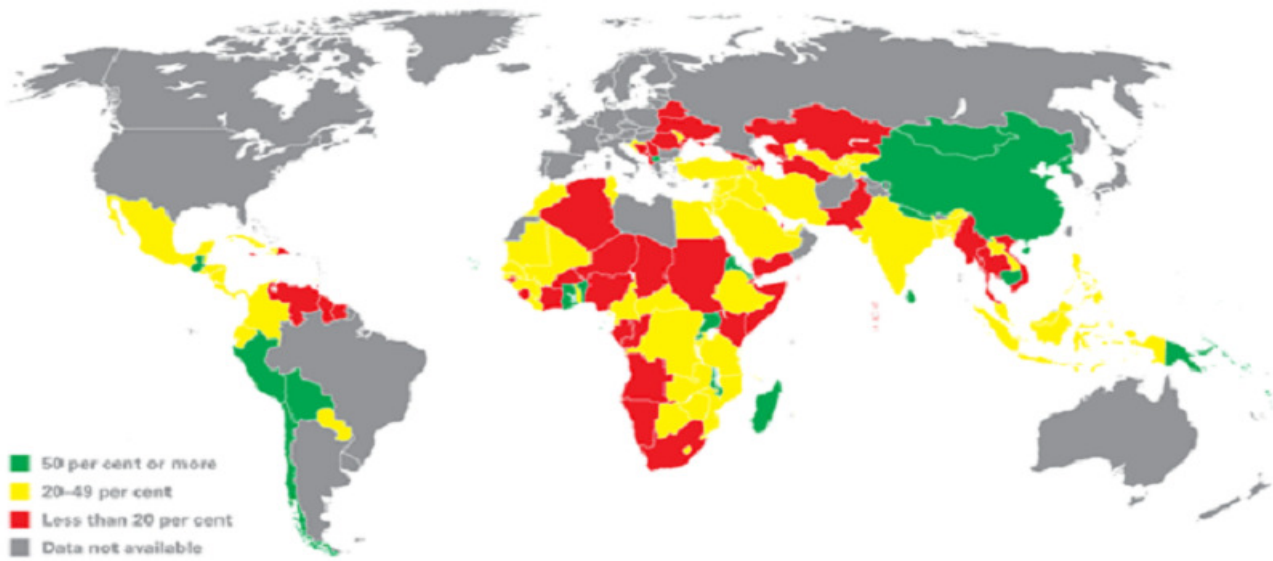 50 per cent or more
20–49 per cent
Less than 20 per cent
Data not available